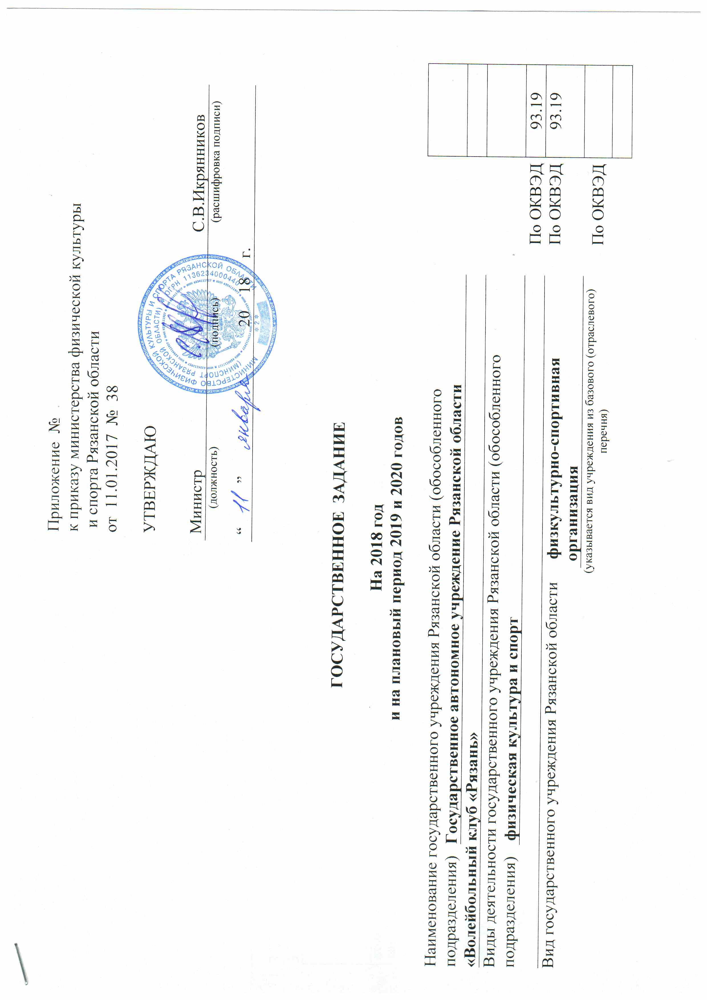 Приложение №
к приказу министерства физической культуры
и спорта Рязанской области
от 11.01.2017 № 38
УТВЕРЖДАЮ
Министр С.В.Икрянников
(должность) (подпись) (расшифровка подписи)
“ 11 ” января 20 18 г.
МИНИСТЕРСТВО ФИЗИЧЕСКОЙ КУЛЬТУРЫ И СПОРТА РЯЗАНСКОЙ ОБЛАСТИ
(МИНСПОРТ РЯЗАНСКОЙ ОБЛАСТИ) * ОГРН 1136234000440
* ИНН 6234111927 *
* 2 *
ГОСУДАРСТВЕННОЕ ЗАДАНИЕ
На 2018 год
и на плановый период 2019 и 2020 годов
Наименование государственного учреждения Рязанской области (обособленного
подразделения) Государственное автономное учреждение Рязанской области
«Волейбольный клуб «Рязань»
Виды деятельности государственного учреждения Рязанской области (обособленного
подразделения) физическая культура и спорт
По ОКВЭД 93.19
Вид государственного учреждения Рязанской области физкультурно-спортивная По ОКВЭД 93.19
организация
(указывается вид учреждения из базового (отраслевого) По ОКВЭД
перечня)